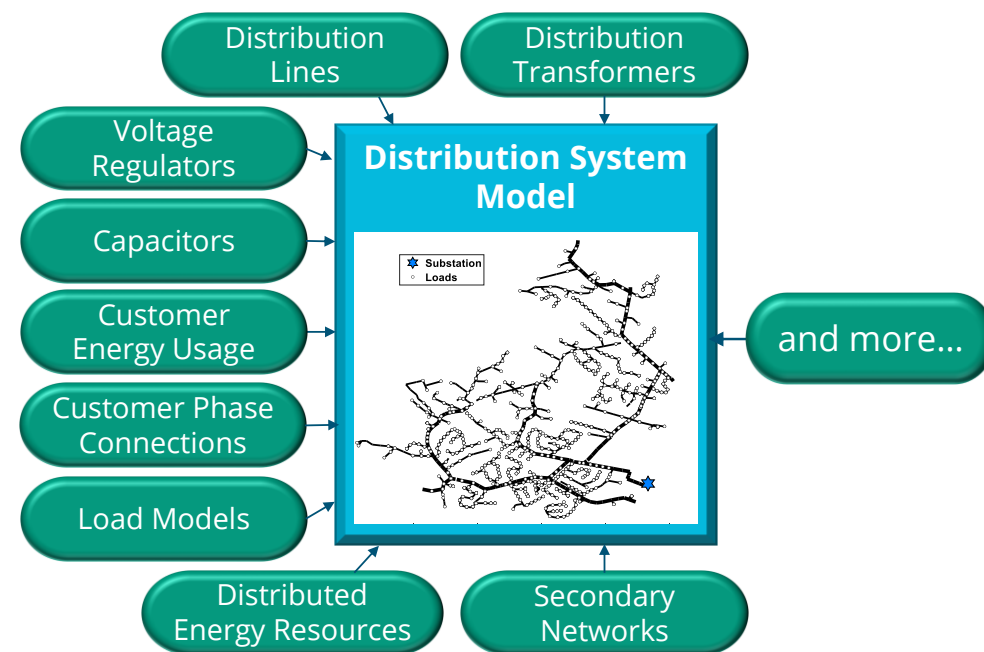 Distribution
Lines
Distribution
Transformers
Voltage
Regulators
Distribution System
Model
Capacitors
Substation
Loads
Customer
Energy Usage
and more...
Customer Phase
Connections
Load Models
Distributed
Energy Resources
Secondary
Networks